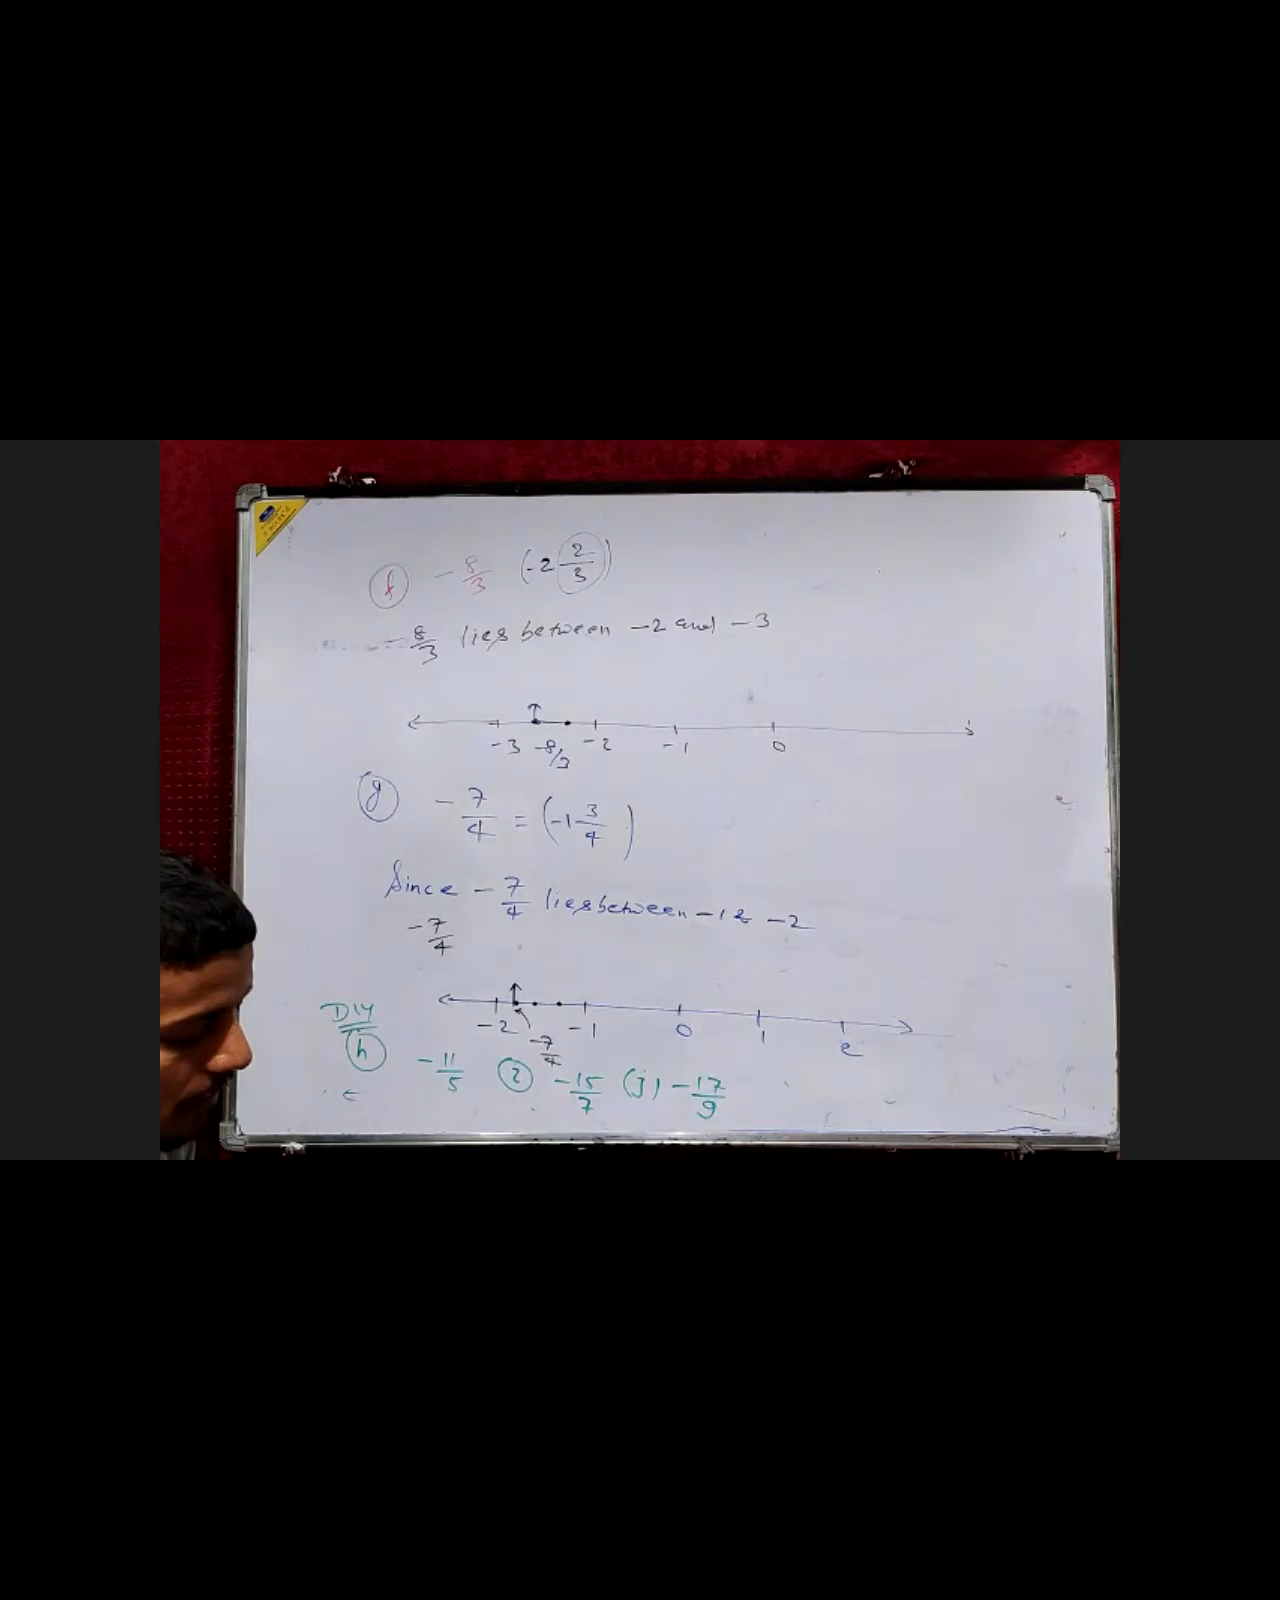 (f) -8/3 (-2 2/3)
-8/3 lies between -2 and -3
-3 -8/3 -2 -1 0
(g) -7/4 = (-1 3/4)
Since -7/4 lies between -1 & -2
-7/4
-2 -7/4 -1 0 1 2
DIY
(h) -11/5 (i) -15/7 (j) -17/9